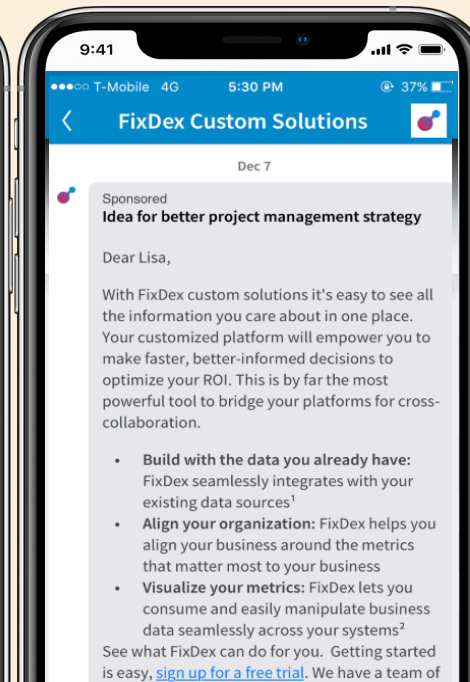 9:41
T-Mobile 4G 5:30 PM 37%
FixDex Custom Solutions
Dec 7
Sponsored
Idea for better project management strategy
Dear Lisa,
With FixDex custom solutions it's easy to see all
the information you care about in one place.
Your customized platform will empower you to
make faster, better-informed decisions to
optimize your ROI. This is by far the most
powerful tool to bridge your platforms for cross-
collaboration.
• Build with the data you already have:
FixDex seamlessly integrates with your
existing data sources¹
• Align your organization: FixDex helps you
align your business around the metrics
that matter most to your business
• Visualize your metrics: FixDex lets you
consume and easily manipulate business
data seamlessly across your systems²
See what FixDex can do for you. Getting started
is easy, sign up for a free trial. We have a team of